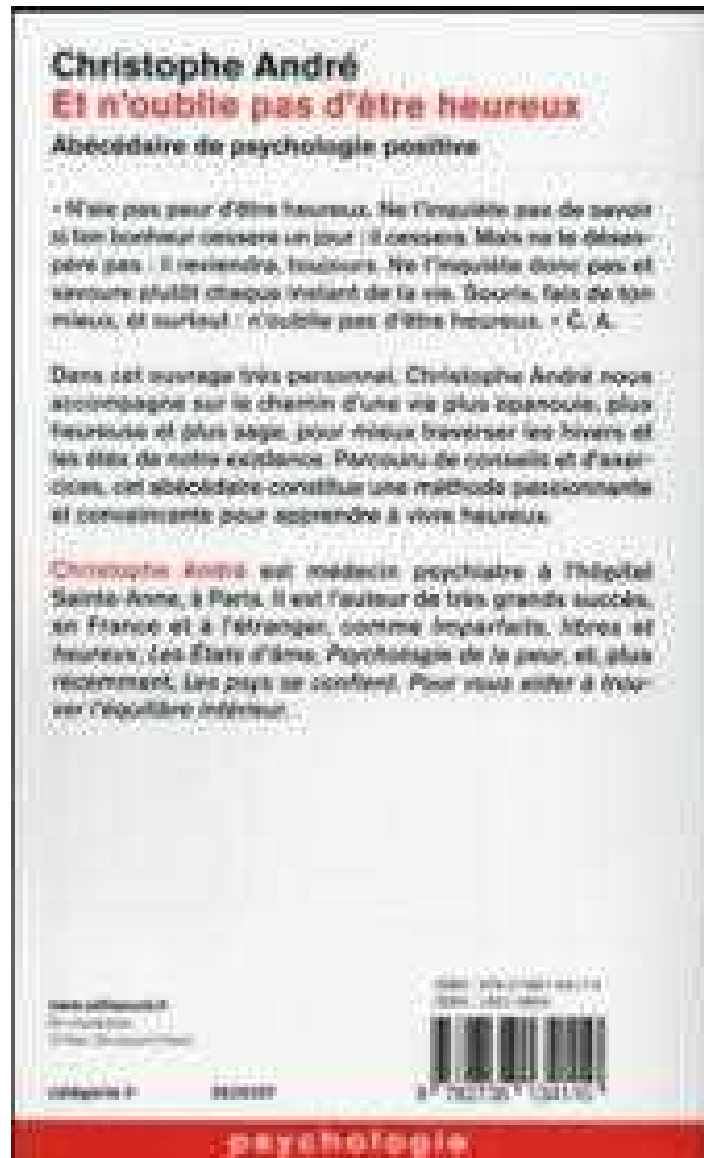 Christophe André
Et n'oublie pas d'être heureux
Abécédaire de psychologie positive
« N'aie pas peur d'être heureux. Ne t'inquiète pas de savoir
si ton bonheur cessera un jour : il cessera. Mais ne te déses-
père pas : il reviendra, toujours. Ne t'inquiète donc pas et
savoure plutôt chaque instant de ta vie. Souris, fais de ton
mieux, et surtout : n'oublie pas d'être heureux. » C. A.
Dans cet ouvrage très personnel, Christophe André nous
accompagne sur le chemin d'une vie plus épanouie, plus
heureuse et plus sage, pour mieux traverser les hivers et
les étés de notre existence. Parcouru de conseils et d'exer-
cices, cet abécédaire constitue une méthode passionnante
et convaincante pour apprendre à vivre heureux.
Christophe André est médecin psychiatre à l'hôpital
Sainte-Anne, à Paris. Il est l'auteur de très grands succès,
en France et à l'étranger, comme Imparfaits, libres et
heureux, Les États d'âme, Psychologie de la peur, et, plus
récemment, Les psys se confient. Pour vous aider à trou-
ver l'équilibre intérieur.
ISBN
psychologie